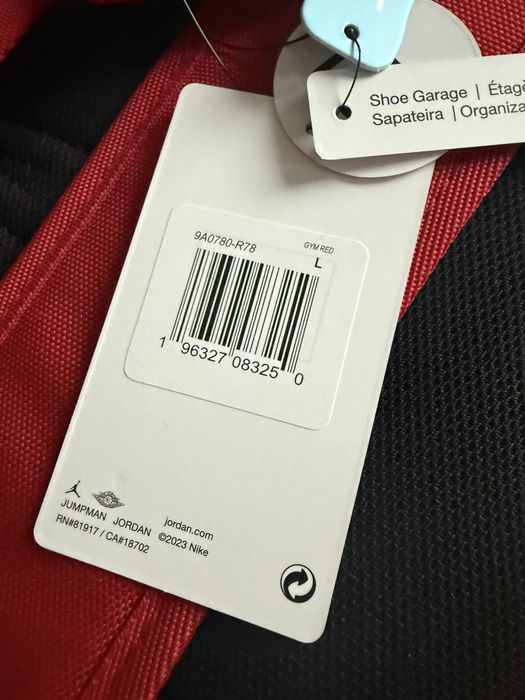 Shoe Garage | Étag
Sapateira | Organiza
9A0780-R78
GYM RED
L
1 96327 08325 0
JUMPMAN JORDAN jordan.com
RN#81917 / CA#18702 ©2023 Nike